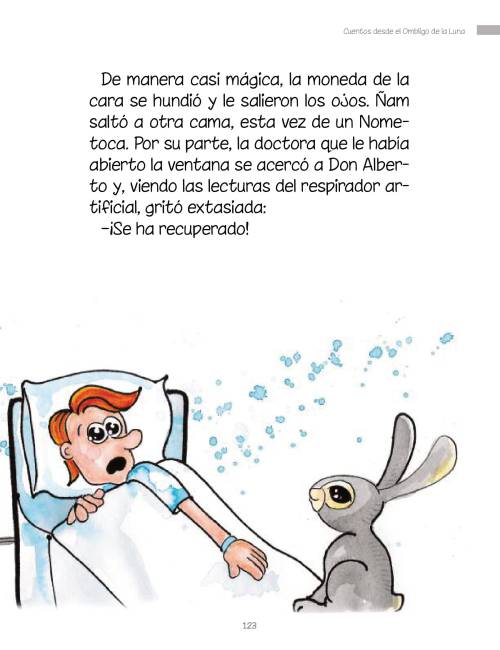 Cuentos desde el Ombligo de la Luna
De manera casi mágica, la moneda de la
cara se hundió y le salieron los ojos. Ñam
saltó a otra cama, esta vez de un Nome-
toca. Por su parte, la doctora que le había
abierto la ventana se acercó a Don Alber-
to y, viendo las lecturas del respirador ar-
tificial, gritó extasiada:
–¡Se ha recuperado!
123